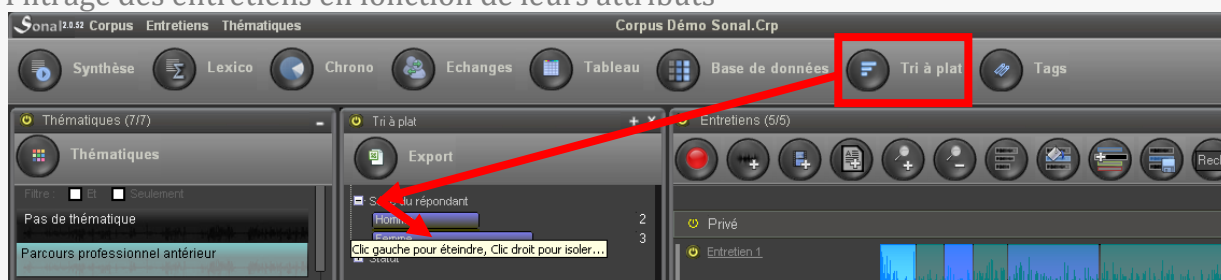 Filtrage des entretiens en fonction de leurs attributs
Sonal 2.0.52 Corpus Entretiens Thématiques Corpus Démo Sonal.Crp
Synthèse Lexico Chrono Echanges Tableau Base de données Tri à plat Tags
Thématiques (7/7) Tri à plat Entretiens (5/5)
Thématiques Export
Filtre : Et Seulement
du répondant
Pas de thématique Homme 2 Privé
Femme 3
Parcours professionnel antérieur Clic gauche pour éteindre, Clic droit pour isoler... Entretien 1
Statut